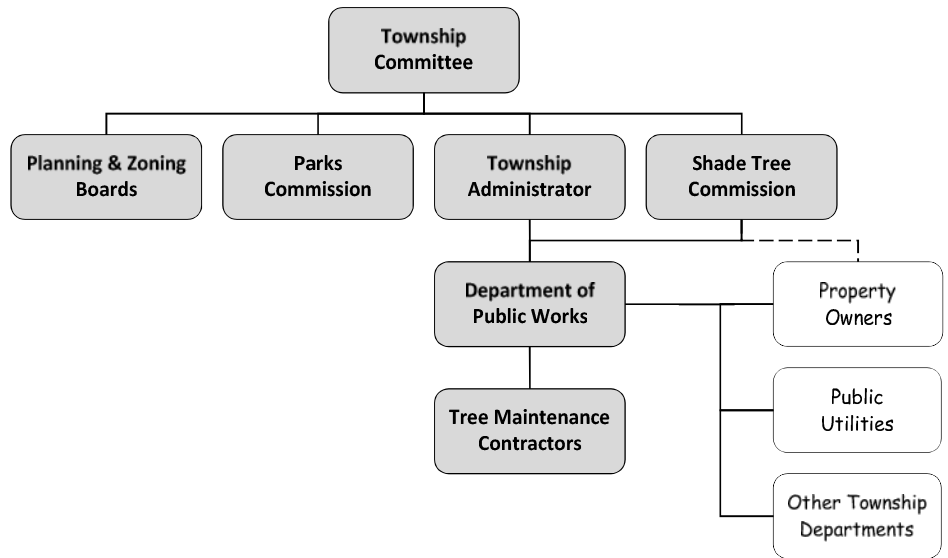 Township
Committee
Planning & Zoning
Boards
Parks
Commission
Township
Administrator
Shade Tree
Commission
Department of
Public Works
Property
Owners
Tree Maintenance
Contractors
Public
Utilities
Other Township
Departments